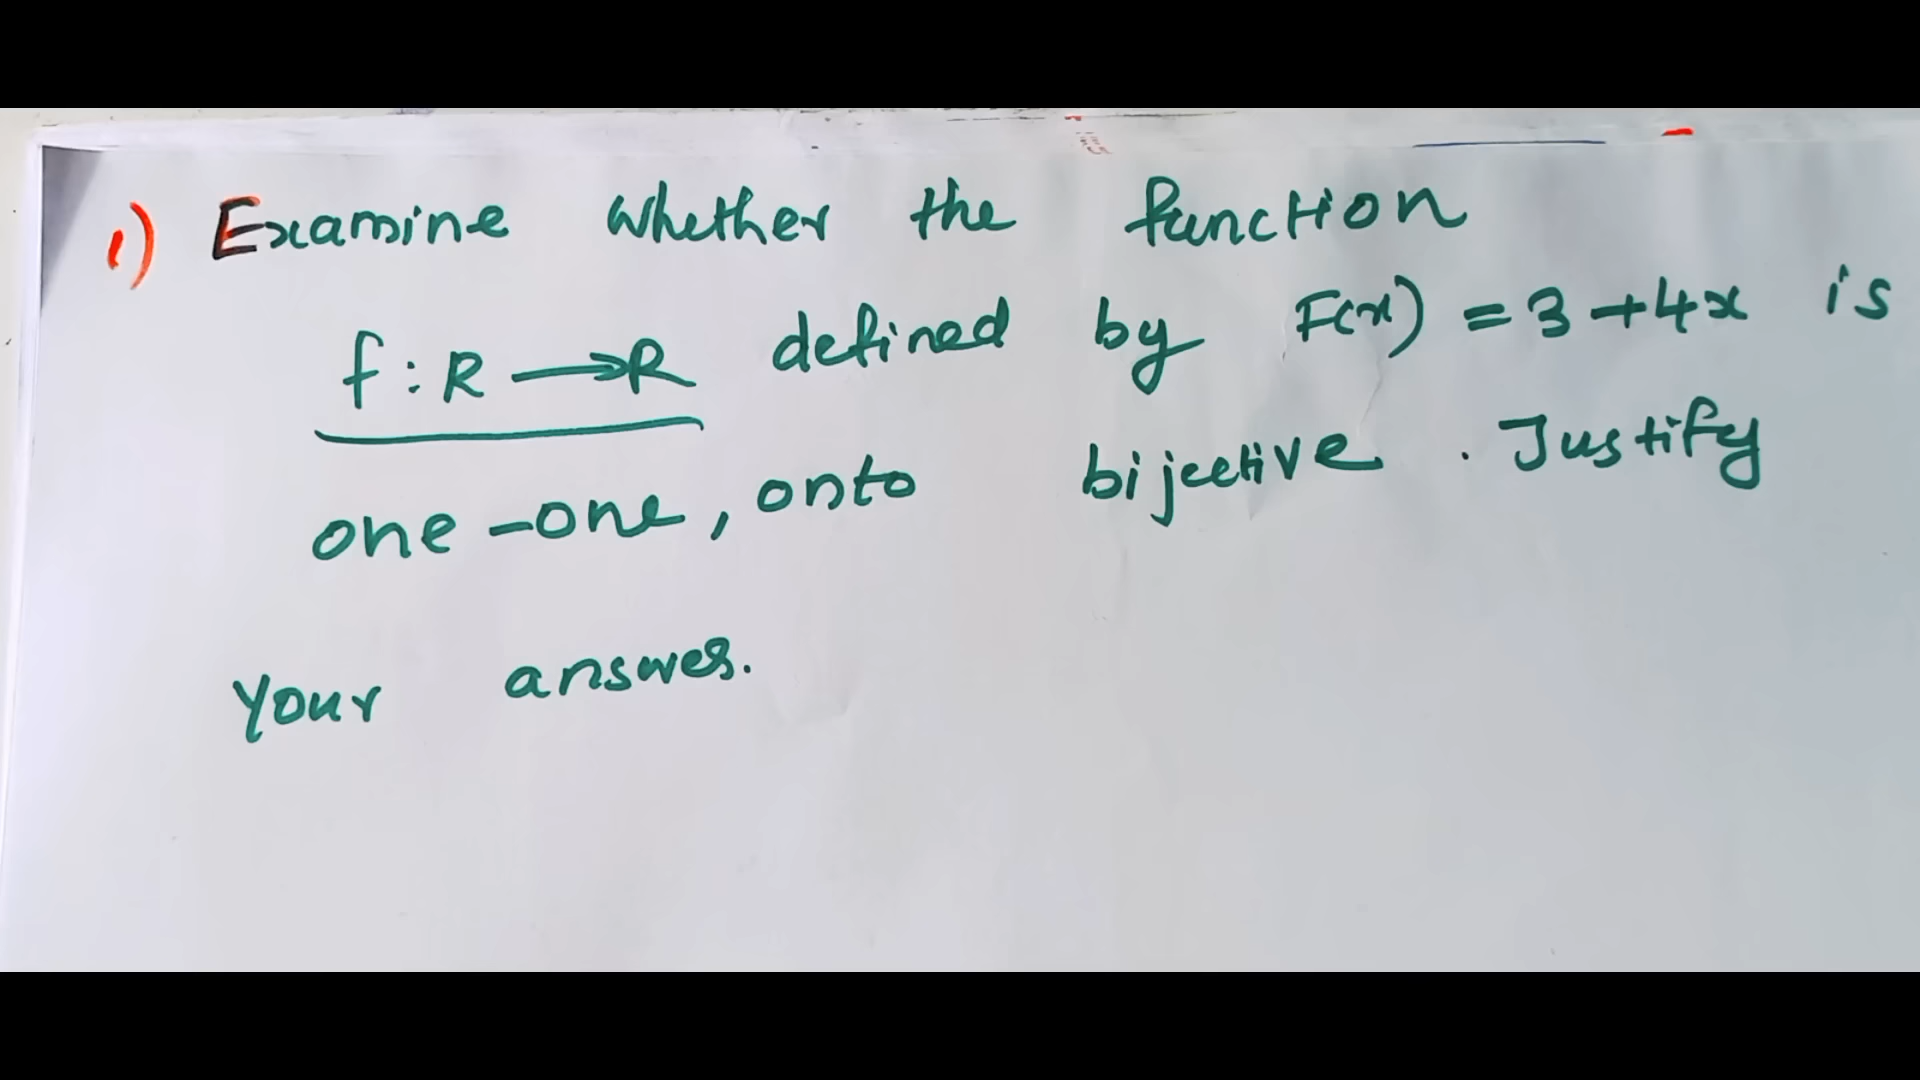 1) Examine whether the function
f : R → R defined by F(x) = 3 + 4x is
one - one, onto bijective. Justify
your answer.